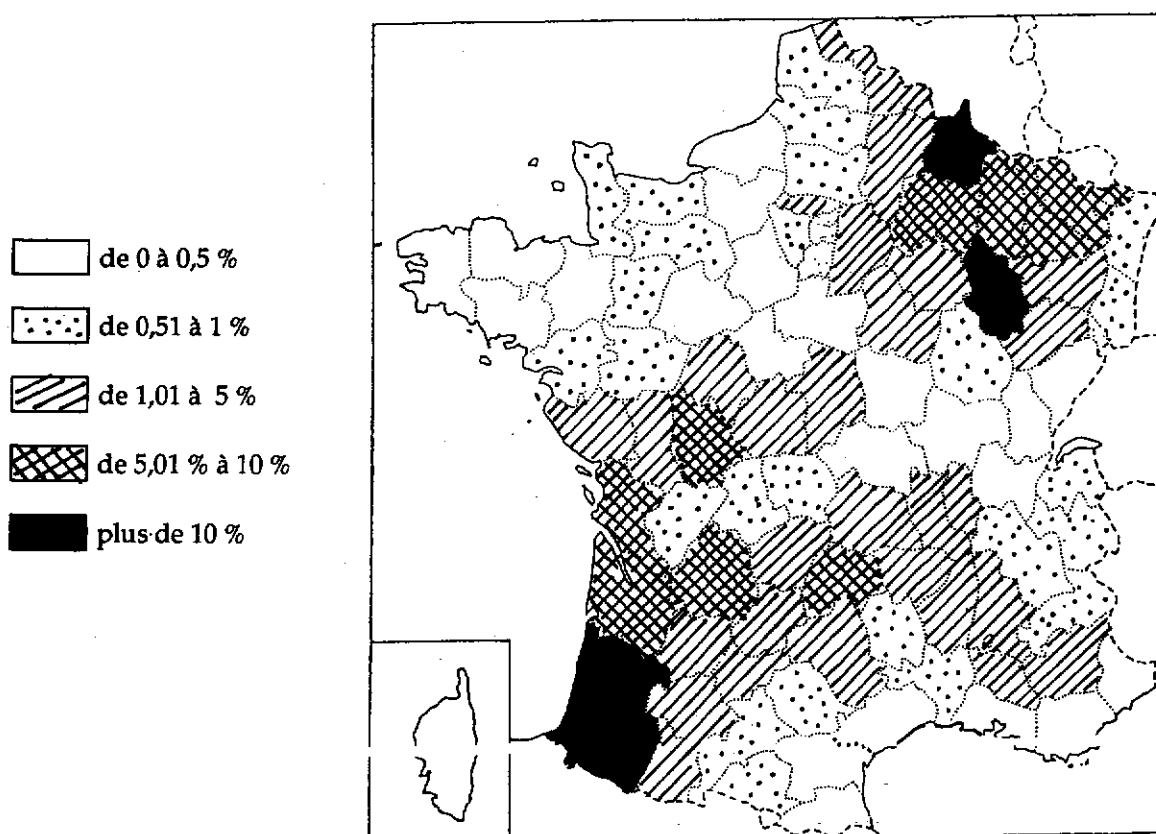 de 0 à 0,5 %
de 0,51 à 1 %
de 1,01 à 5 %
de 5,01 % à 10 %
plus de 10 %